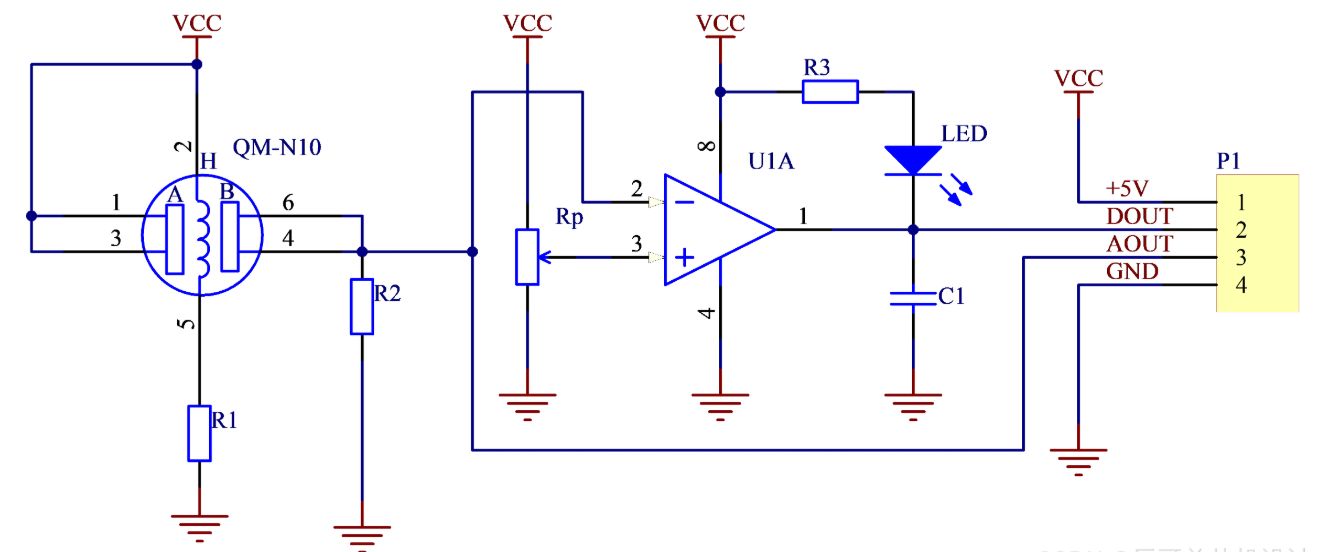 VCC
VCC
VCC
R3
VCC
LED
2
QM-N10
8
H
U1A
P1
A
B
1
6
2
1
+5V
1
Rp
DOUT
2
3
4
3
AOUT
3
GND
4
R2
C1
5
4
R1